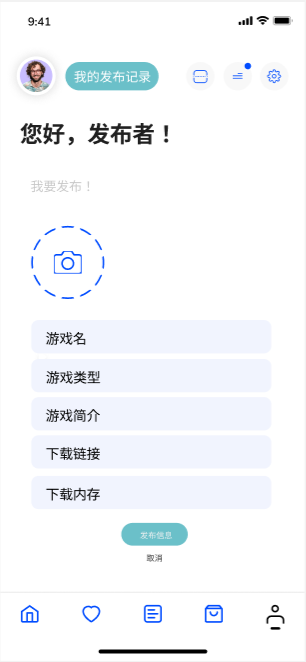 9:41
我的发布记录
您好，发布者！
我要发布！
游戏名
游戏类型
游戏简介
下载链接
下载内存
发布信息
取消